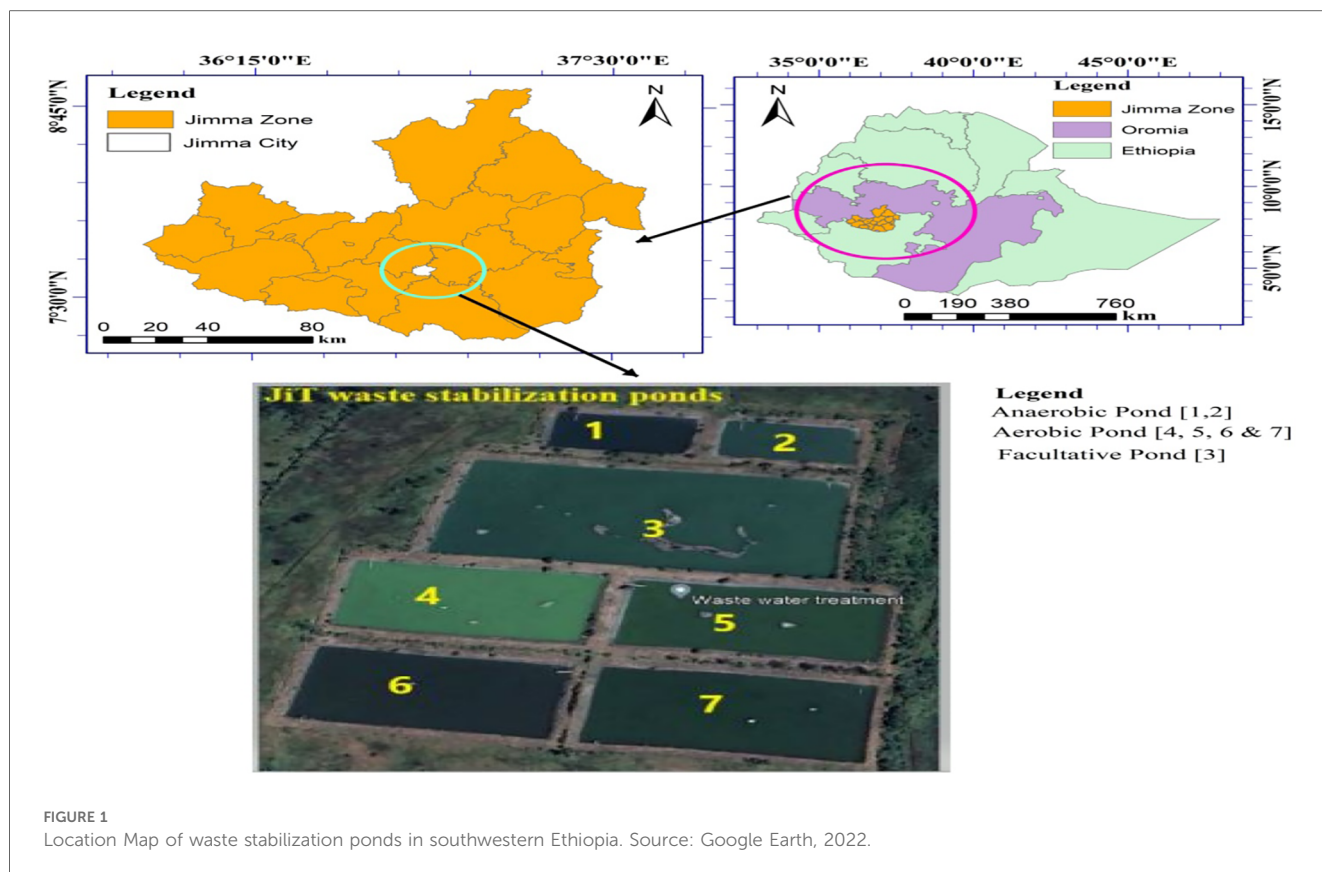 36°15'0"E 37°30'0"E
8°45'0"N
7°30'0"N
Legend
Jimma Zone
Jimma City
N
0 20 40 80
km
35°0'0"E 40°0'0"E 45°0'0"E
N
Legend
Jimma Zone
Oromia
Ethiopia
15°0'0"N
10°0'0"N
5°0'0"N
0 190 380 760
km
JiT waste stabilization ponds
1
2
3
4
Waste water treatment
5
6
7
Legend
Anaerobic Pond [1,2]
Aerobic Pond [4, 5, 6 & 7]
Facultative Pond [3]
FIGURE 1
Location Map of waste stabilization ponds in southwestern Ethiopia. Source: Google Earth, 2022.